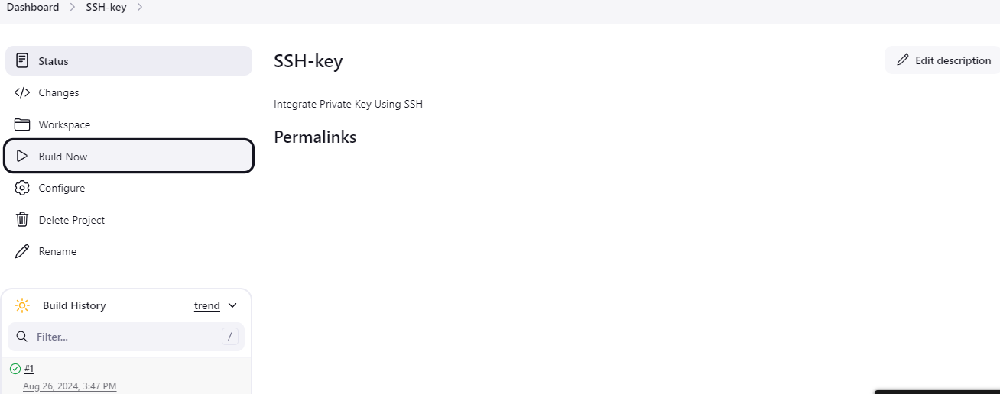 Dashboard > SSH-key >
Status
Changes
Workspace
Build Now
Configure
Delete Project
Rename
Build History
trend
Filter...
/
#1
Aug 26, 2024, 3:47 PM
SSH-key
Edit description
Integrate Private Key Using SSH
Permalinks